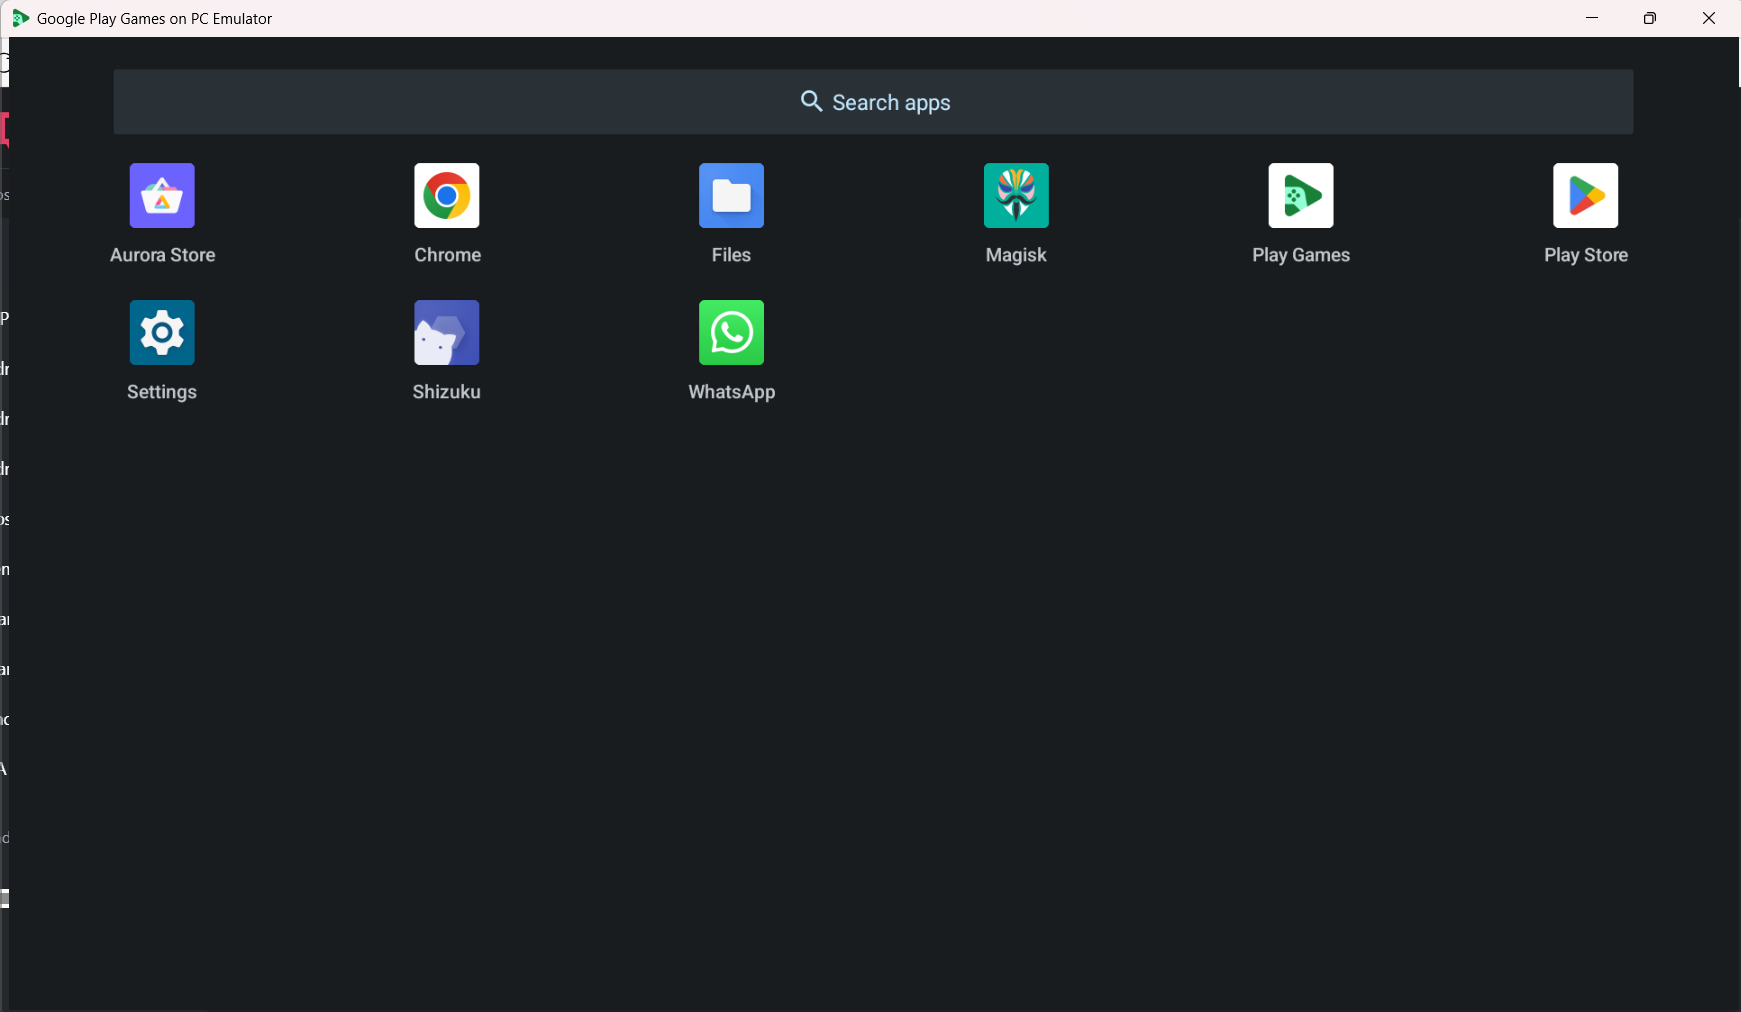 Google Play Games on PC Emulator
Search apps
Aurora Store
Chrome
Files
Magisk
Play Games
Play Store
Settings
Shizuku
WhatsApp